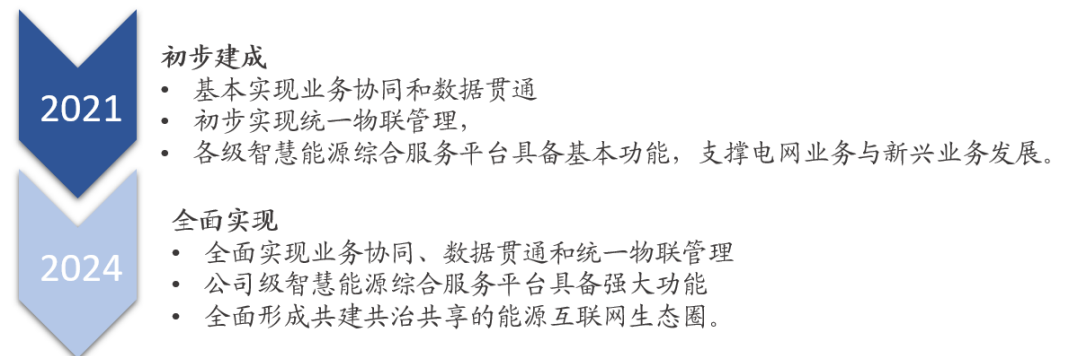 2021
初步建成
• 基本实现业务协同和数据贯通
• 初步实现统一物联管理，
• 各级智慧能源综合服务平台具备基本功能，支撑电网业务与新兴业务发展。
2024
全面实现
• 全面实现业务协同、数据贯通和统一物联管理
• 公司级智慧能源综合服务平台具备强大功能
• 全面形成共建共治共享的能源互联网生态圈。